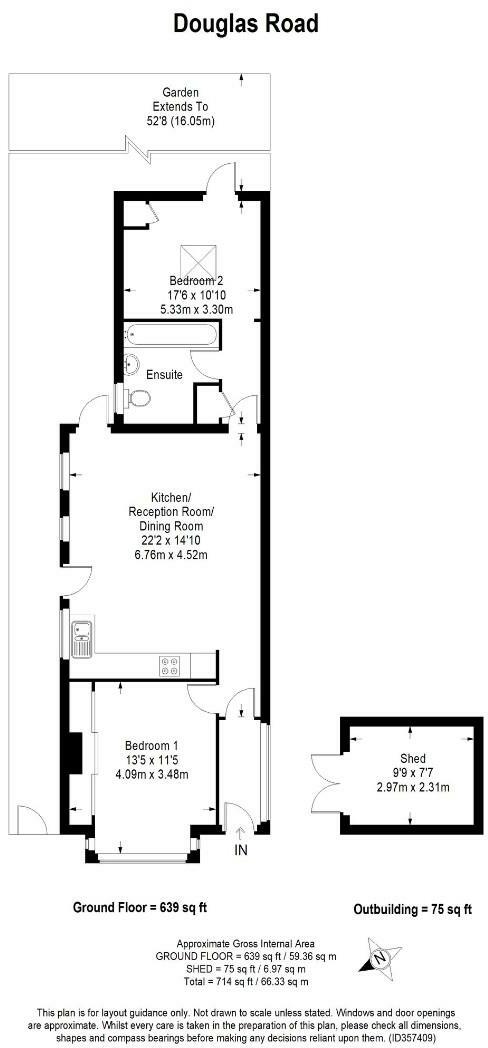 Douglas Road
Garden
Extends To
52'8 (16.05m)
Bedroom 2
17'6 x 10'10
5.33m x 3.30m
Ensuite
Kitchen/
Reception Room/
Dining Room
22'2 x 14'10
6.76m x 4.52m
Bedroom 1
13'5 x 11'5
4.09m x 3.48m
IN
Shed
9'9 x 7'7
2.97m x 2.31m
Ground Floor = 639 sq ft
Outbuilding = 75 sq ft
Approximate Gross Internal Area
GROUND FLOOR = 639 sq ft / 59.36 sq m
SHED = 75 sq ft / 6.97 sq m
Total = 714 sq ft / 66.33 sq m
N
This plan is for layout guidance only. Not drawn to scale unless stated. Windows and door openings
are approximate. Whilst every care is taken in the preparation of this plan, please check all dimensions,
shapes and compass bearings before making any decisions reliant upon them. (ID357409)